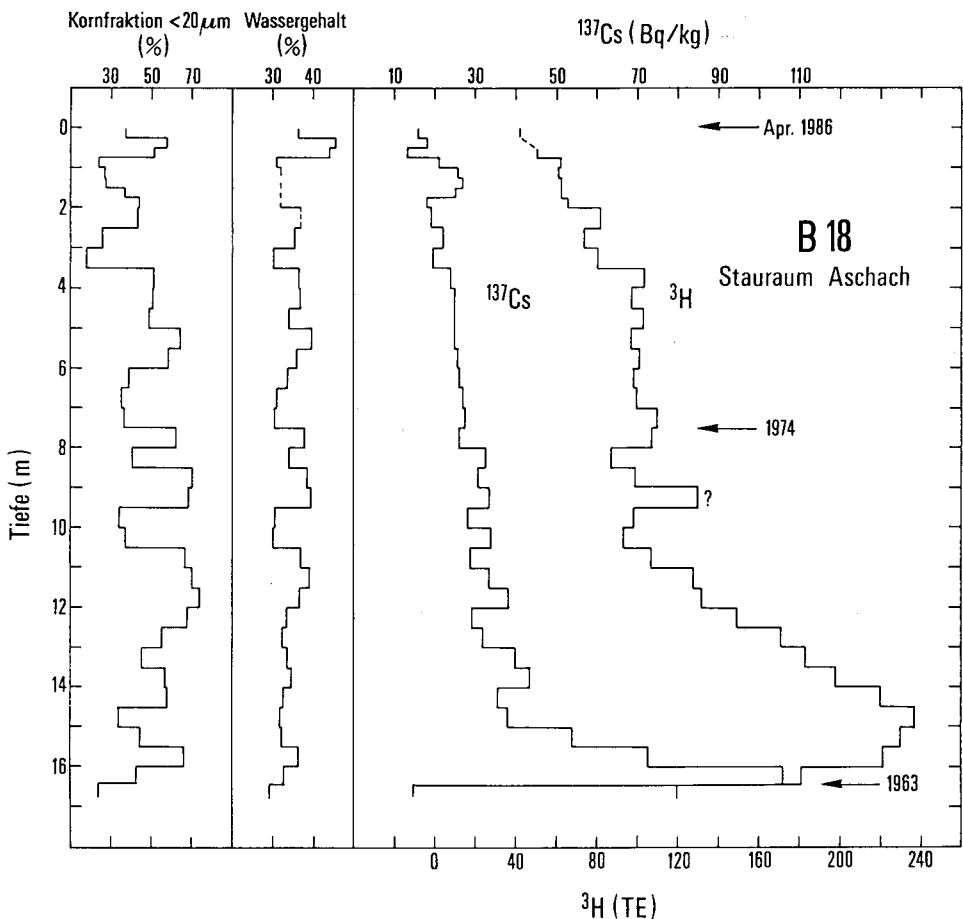 Kornfraktion <20µm Wassergehalt ¹³⁷Cs (Bq/kg)
(%) (%)
30 50 70 30 40 10 30 50 70 90 110
0
2
4
6
8
10
12
14
16
Tiefe (m)
Apr. 1986
B 18
Stauraum Aschach
¹³⁷Cs
³H
1974
?
1963
0 40 80 120 160 200 240
³H (TE)